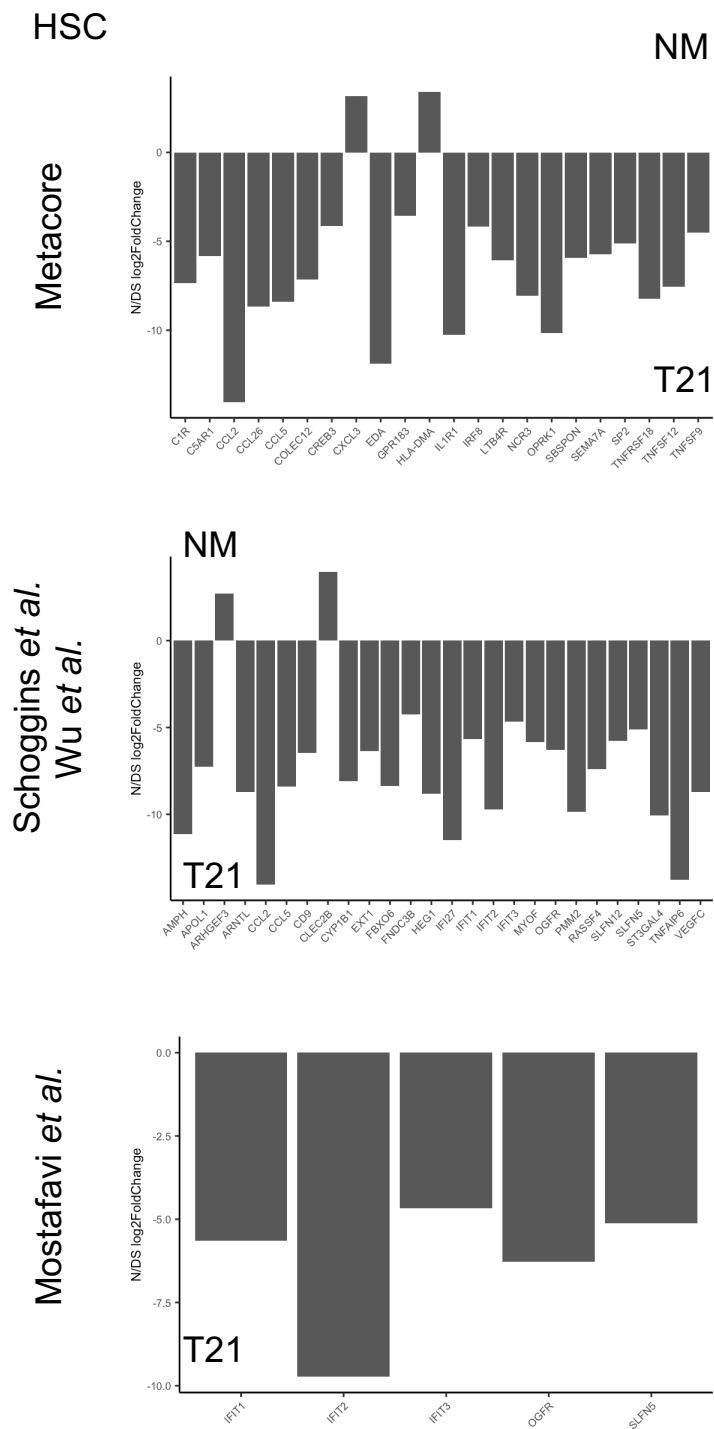 HSC
NM
Metacore
N/DS log2FoldChange
0
-5
-10
T21
C1R C5AR1 CCL2 CCL26 CCL5 COLEC12 CREB3 CXCL3 EDA GPR183 HLA-DMA IL1R1 IRF8 LTB4R NCR3 OPRK1 SBSPON SEMA7A SP2 TNFRSF18 TNFSF12 TNFSF9
NM
Schoggins et al.
Wu et al.
N/DS log2FoldChange
0
-5
-10
T21
AMPH APOL1 ARHGEF3 ARNTL CCL2 CCL5 CD9 CLEC2B CYP1B1 EXT1 FBXO6 FNDC3B HEG1 IFI27 IFIT1 IFIT2 IFIT3 MYOF OGFR PMM2 RASSF4 SLFN12 SLFN5 ST3GAL4 TNFAIP6 VEGFC
Mostafavi et al.
N/DS log2FoldChange
0.0
-2.5
-5.0
-7.5
-10.0
T21
IFIT1 IFIT2 IFIT3 OGFR SLFN5